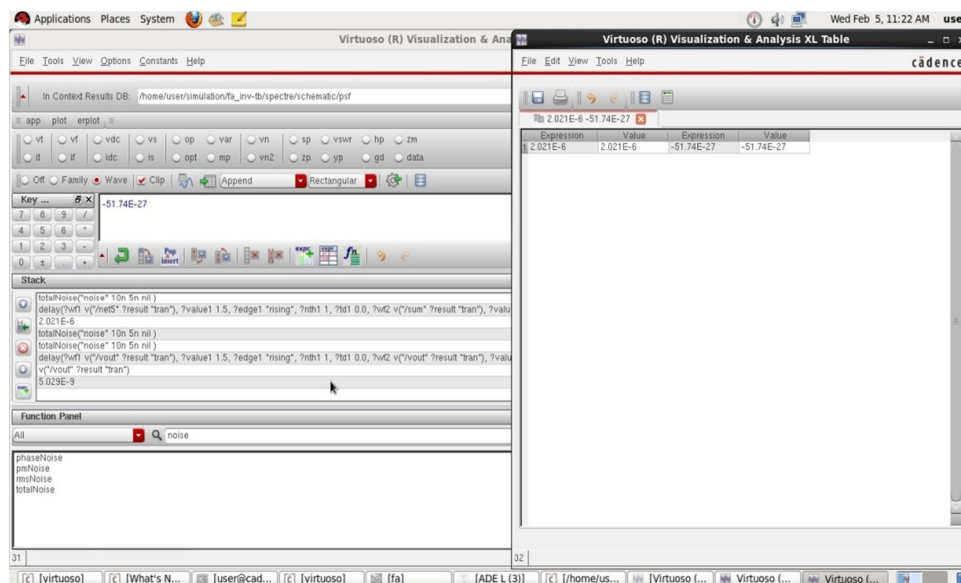 Applications Places System Wed Feb 5, 11:22 AM use
Virtuoso (R) Visualization & Ana
File Tools View Options Constants Help
In Context Results DB: /home/user/simulation/fa_inv-tb/spectre/schematic/psf
app plot erplot
vt vf vdc vs op var vn sp vswr hp zm
it if idc is opt mp vn2 zp yp gd data
Off Family Wave Clip Append Rectangular
Key ...
7 8 9 /
4 5 6 *
1 2 3 -
0 ± . +
-51.74E-27
Pop Insert
expr
expr
fn
Stack
totalNoise("noise" 10n 5n nil )
delay(?wf1 v("/net5" ?result "tran"), ?value1 1.5, ?edge1 "rising", ?nth1 1, ?td1 0.0, ?wf2 v("/sum" ?result "tran"), ?valu
2.021E-6
totalNoise("noise" 10n 5n nil )
totalNoise("noise" 10n 5n nil )
delay(?wf1 v("/vout" ?result "tran"), ?value1 1.5, ?edge1 "rising", ?nth1 1, ?td1 0.0, ?wf2 v("/vout" ?result "tran"), ?valu
v("/vout" ?result "tran")
5.029E-9
Function Panel
All noise
phaseNoise
pmNoise
rmsNoise
totalNoise
31
Virtuoso (R) Visualization & Analysis XL Table
File Edit View Tools Help cādence
2.021E-6 -51.74E-27
Expression Value Expression Value
1 2.021E-6 2.021E-6 -51.74E-27 -51.74E-27
32
[virtuoso] [What's N... [user@cad... [virtuoso] [fa] [ADE L (3)] [/home/us... [Virtuoso (... Virtuoso (... Virtuoso (...